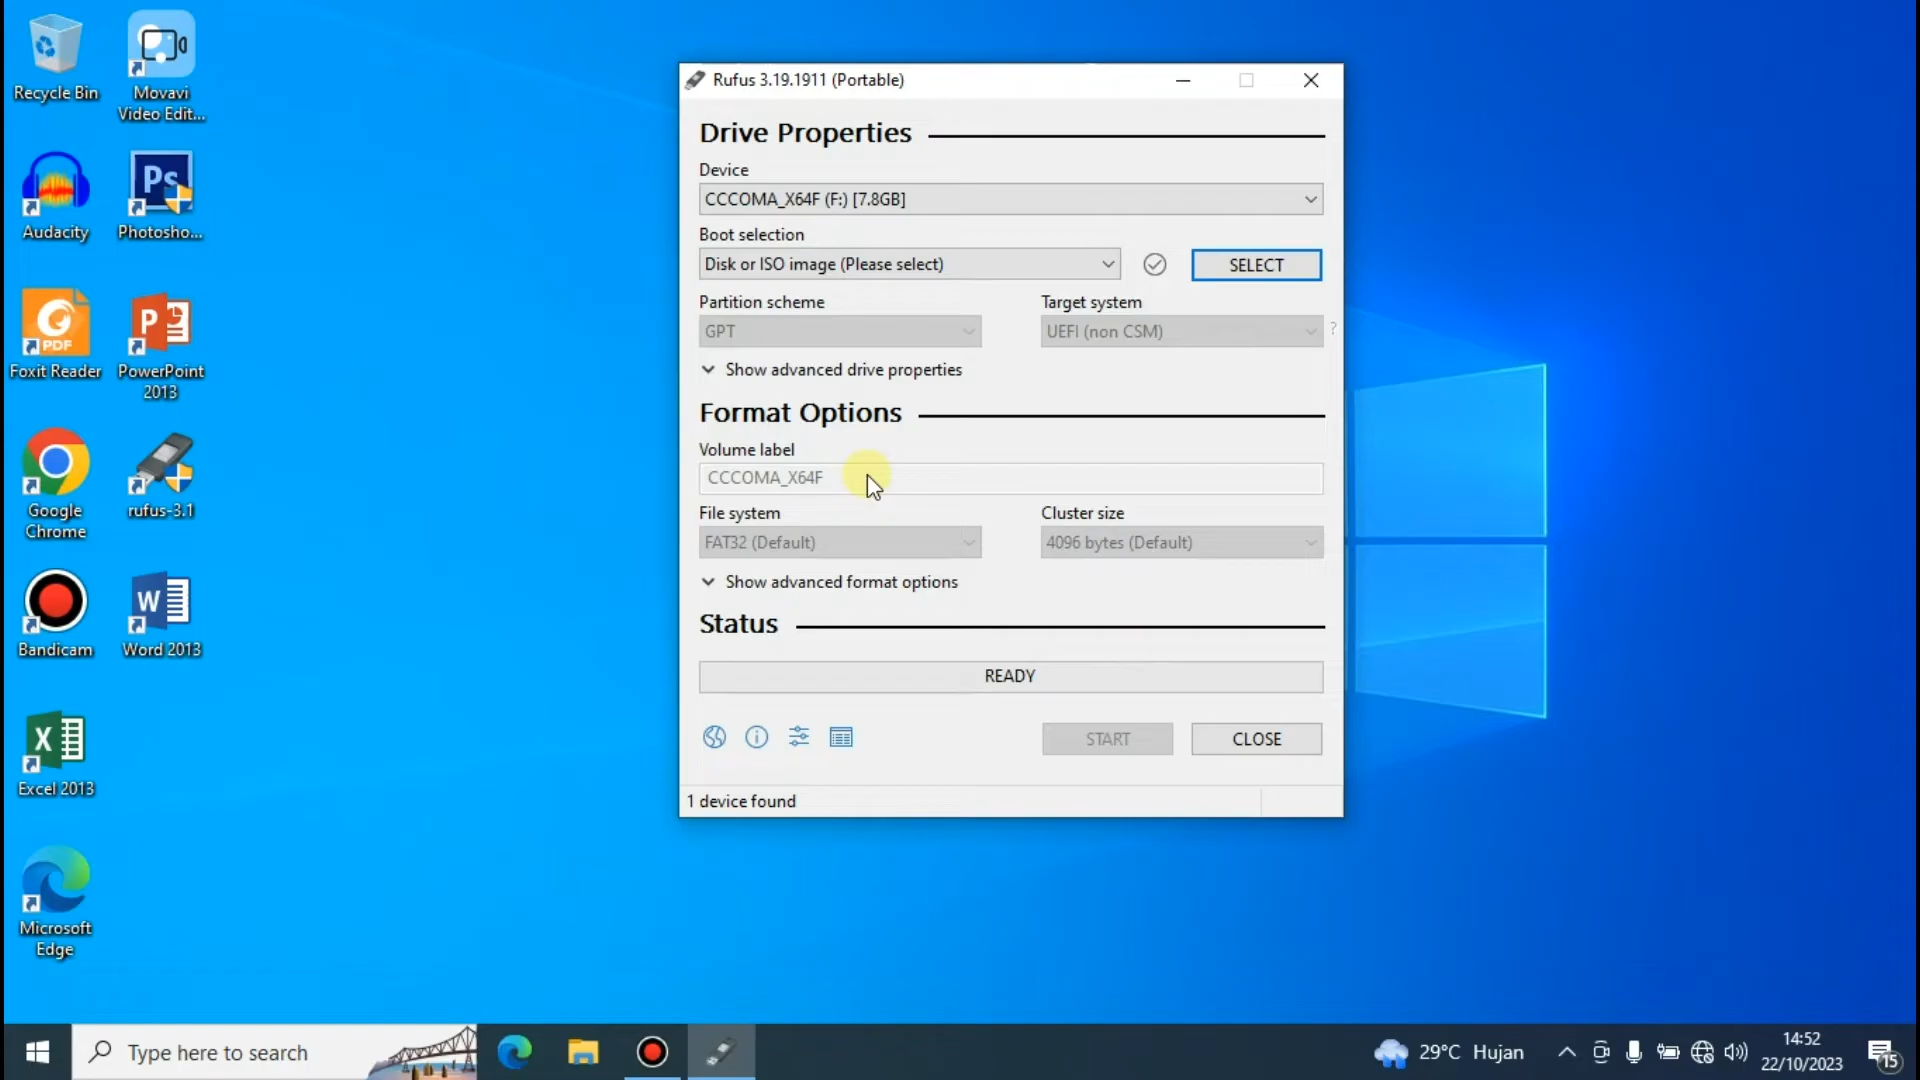 Recycle Bin
Movavi
Video Edit...
Audacity
Ps
Photosho...
PDF
Foxit Reader
P
PowerPoint
2013
Google
Chrome
rufus-3.1
Bandicam
W
Word 2013
X
Excel 2013
Microsoft
Edge
Rufus 3.19.1911 (Portable)
Drive Properties
Device
CCCOMA_X64F (F:) [7.8GB]
Boot selection
Disk or ISO image (Please select)
SELECT
Partition scheme
Target system
GPT
UEFI (non CSM)
?
Show advanced drive properties
Format Options
Volume label
CCCOMA_X64F
File system
Cluster size
FAT32 (Default)
4096 bytes (Default)
Show advanced format options
Status
READY
START
CLOSE
1 device found
Type here to search
29°C Hujan
14:52
22/10/2023
15